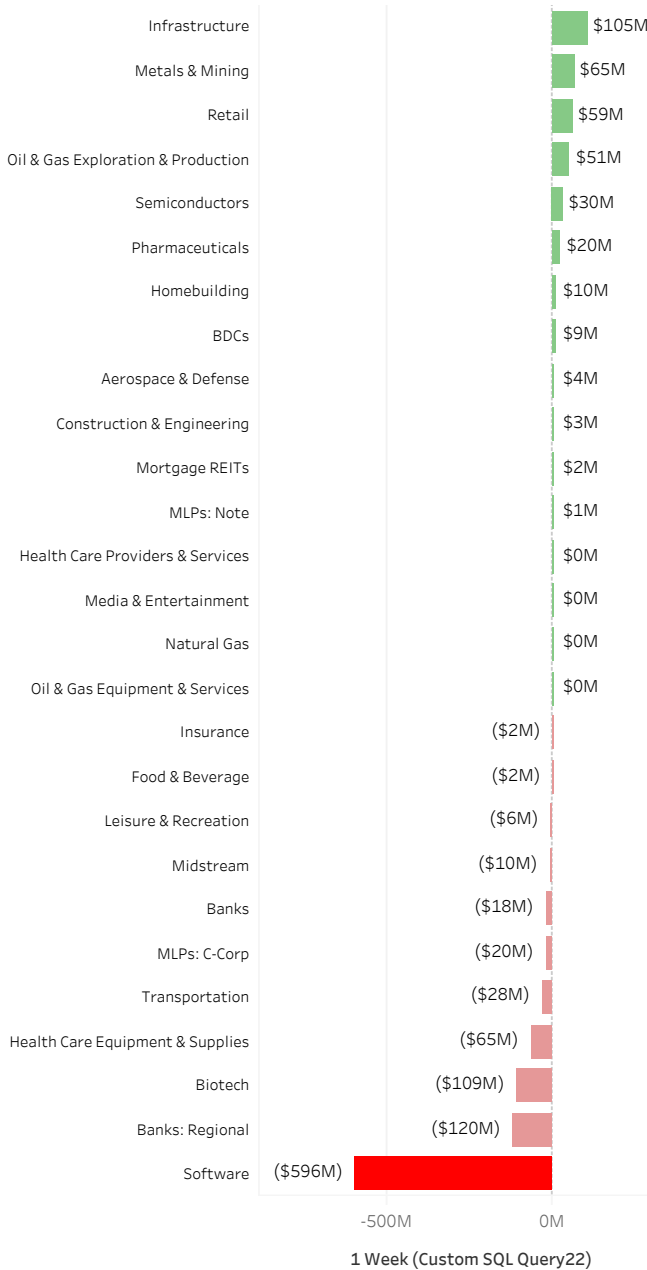 Infrastructure $105M
Metals & Mining $65M
Retail $59M
Oil & Gas Exploration & Production $51M
Semiconductors $30M
Pharmaceuticals $20M
Homebuilding $10M
BDCs $9M
Aerospace & Defense $4M
Construction & Engineering $3M
Mortgage REITs $2M
MLPs: Note $1M
Health Care Providers & Services $0M
Media & Entertainment $0M
Natural Gas $0M
Oil & Gas Equipment & Services $0M
Insurance ($2M)
Food & Beverage ($2M)
Leisure & Recreation ($6M)
Midstream ($10M)
Banks ($18M)
MLPs: C-Corp ($20M)
Transportation ($28M)
Health Care Equipment & Supplies ($65M)
Biotech ($109M)
Banks: Regional ($120M)
Software ($596M)
-500M 0M
1 Week (Custom SQL Query22)